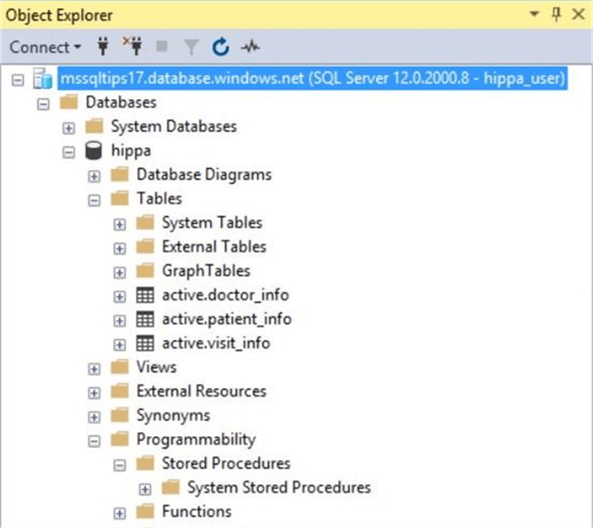 Object Explorer
Connect
mssqltips17.database.windows.net (SQL Server 12.0.2000.8 - hippa_user)
Databases
System Databases
hippa
Database Diagrams
Tables
System Tables
External Tables
GraphTables
active.doctor_info
active.patient_info
active.visit_info
Views
External Resources
Synonyms
Programmability
Stored Procedures
System Stored Procedures
Functions